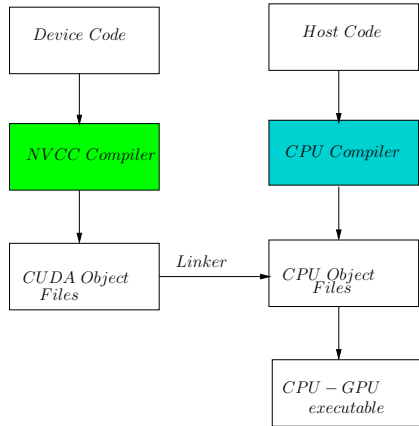 Device Code
Host Code
NVCC Compiler
CPU Compiler
CUDA Object
Files
Linker
CPU Object
Files
CPU - GPU
executable